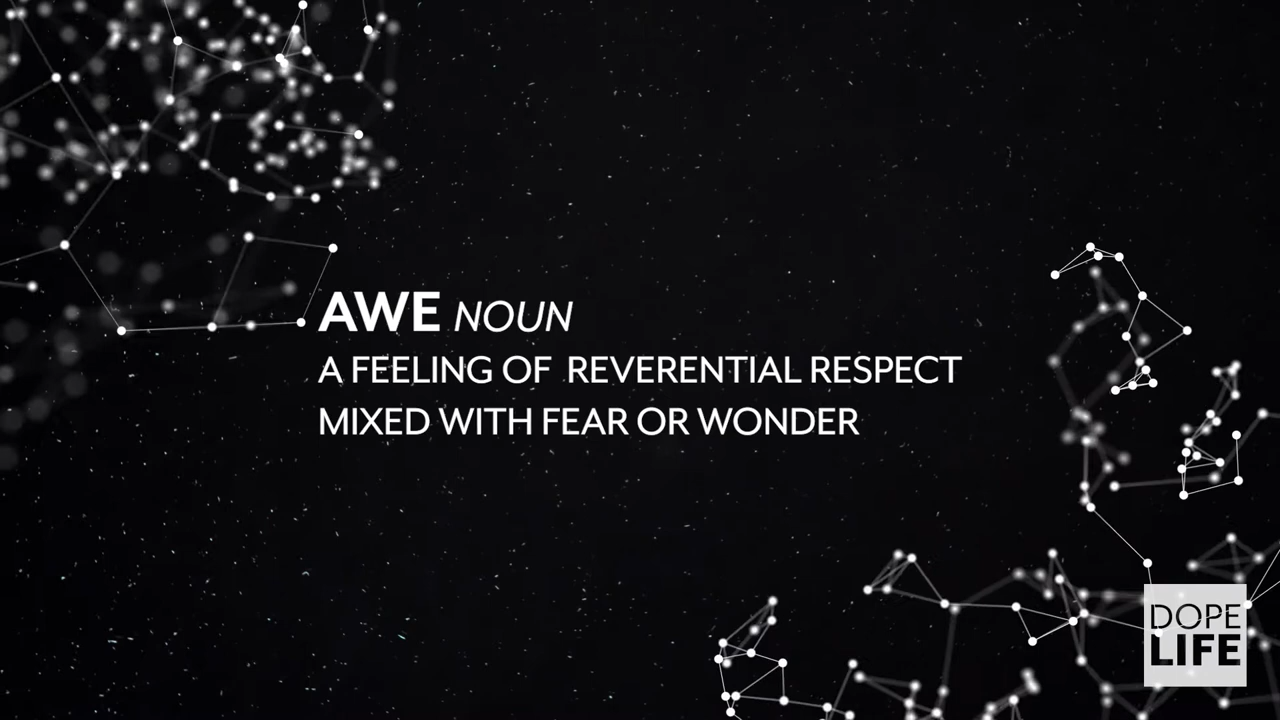 AWE NOUN
A FEELING OF REVERENTIAL RESPECT
MIXED WITH FEAR OR WONDER
DOPE
LIFE